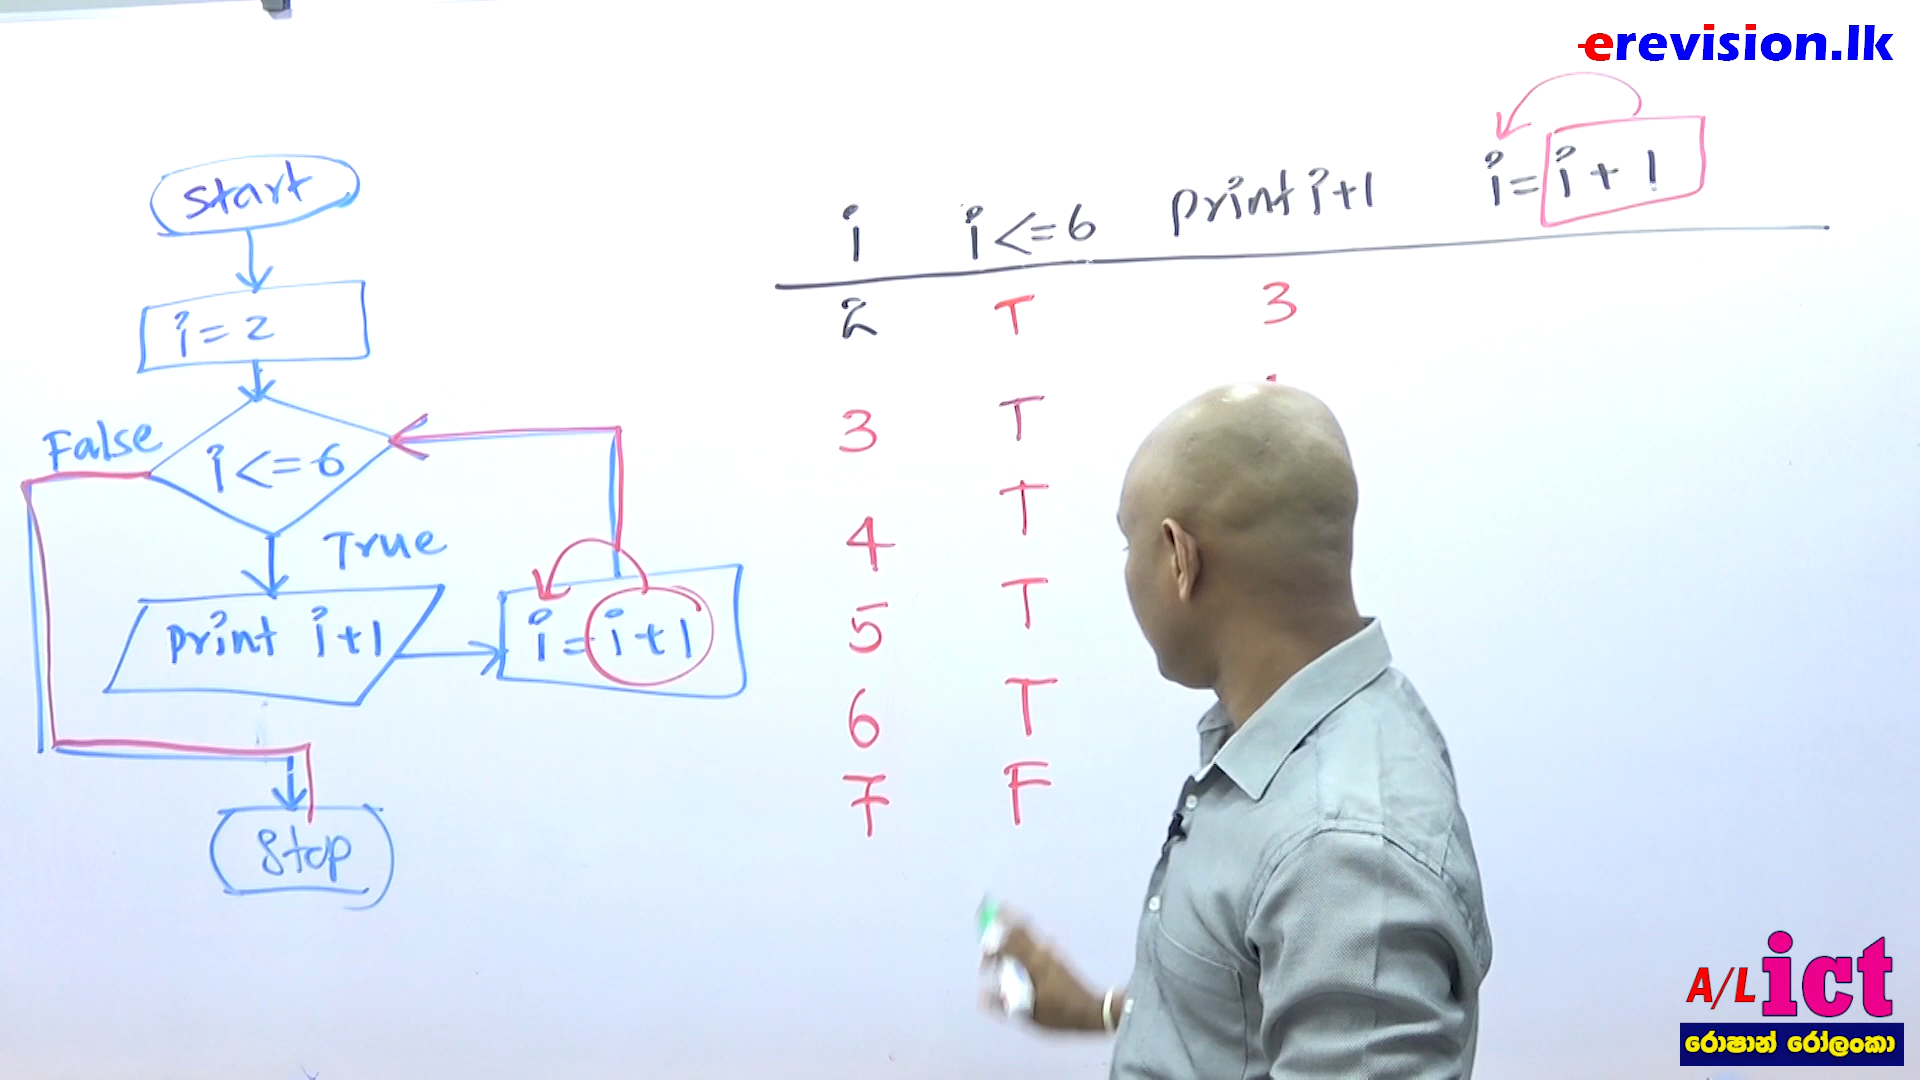 erevision.lk
start
i=2
False
i<=6
True
print i+1
i=i+1
Stop
i i<=6 print i+1 i=i+1
2 T 3
3 T
4 T
5 T
6 T
7 F
A/L ict
රොෂාන් රෝලංකා